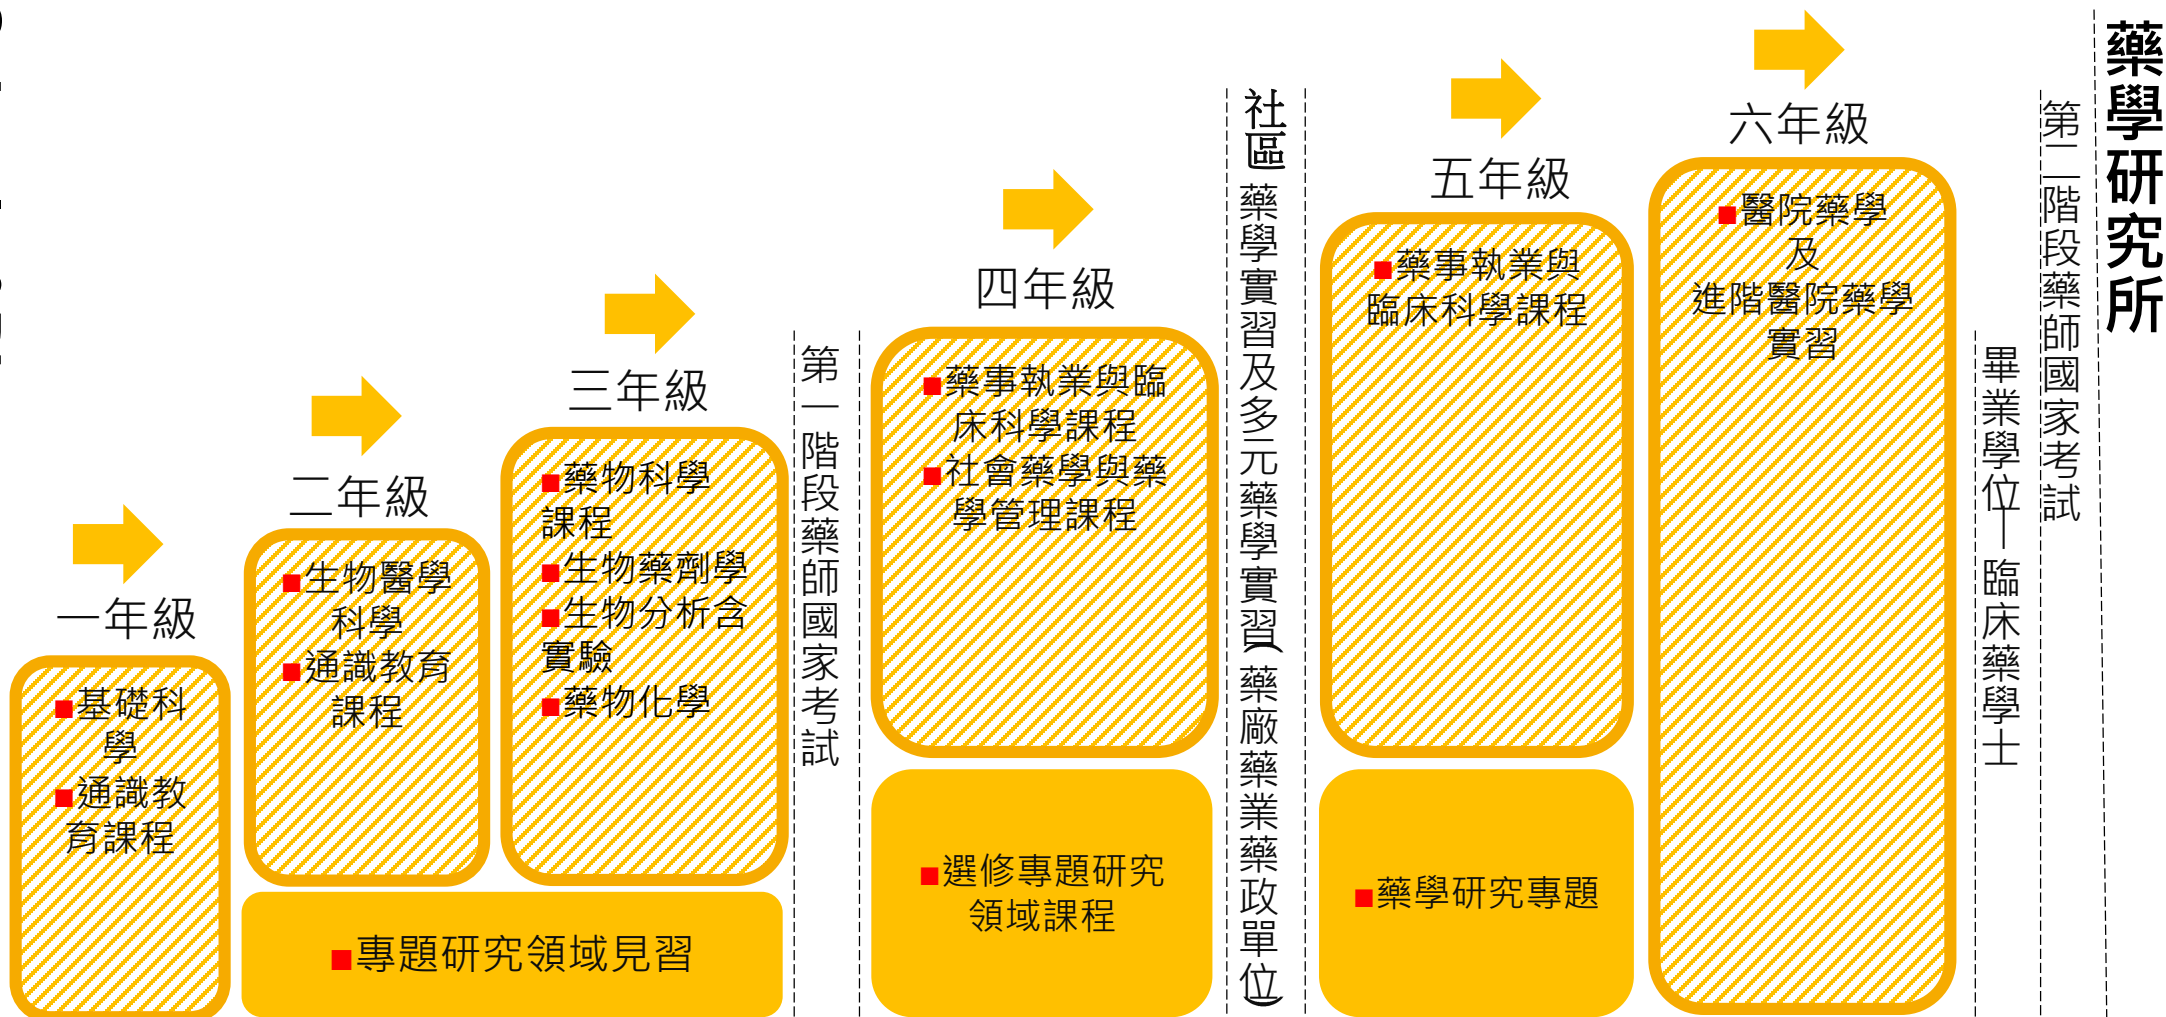 一年級
■基礎科
學
■通識教
育課程
二年級
■生物醫學
科學
■通識教育
課程
三年級
■藥物科學
課程
■生物藥劑學
■生物分析含
實驗
■藥物化學
■專題研究領域見習
第一階段藥師國家考試
四年級
■藥事執業與臨
床科學課程
■社會藥學與藥
學管理課程
■選修專題研究
領域課程
社區藥學實習及多元藥學實習(藥廠藥業藥政單位)
五年級
■藥事執業與
臨床科學課程
■藥學研究專題
六年級
■醫院藥學
及
進階醫院藥學
實習
畢業學位—臨床藥學士
第二階段藥師國家考試
藥學研究所